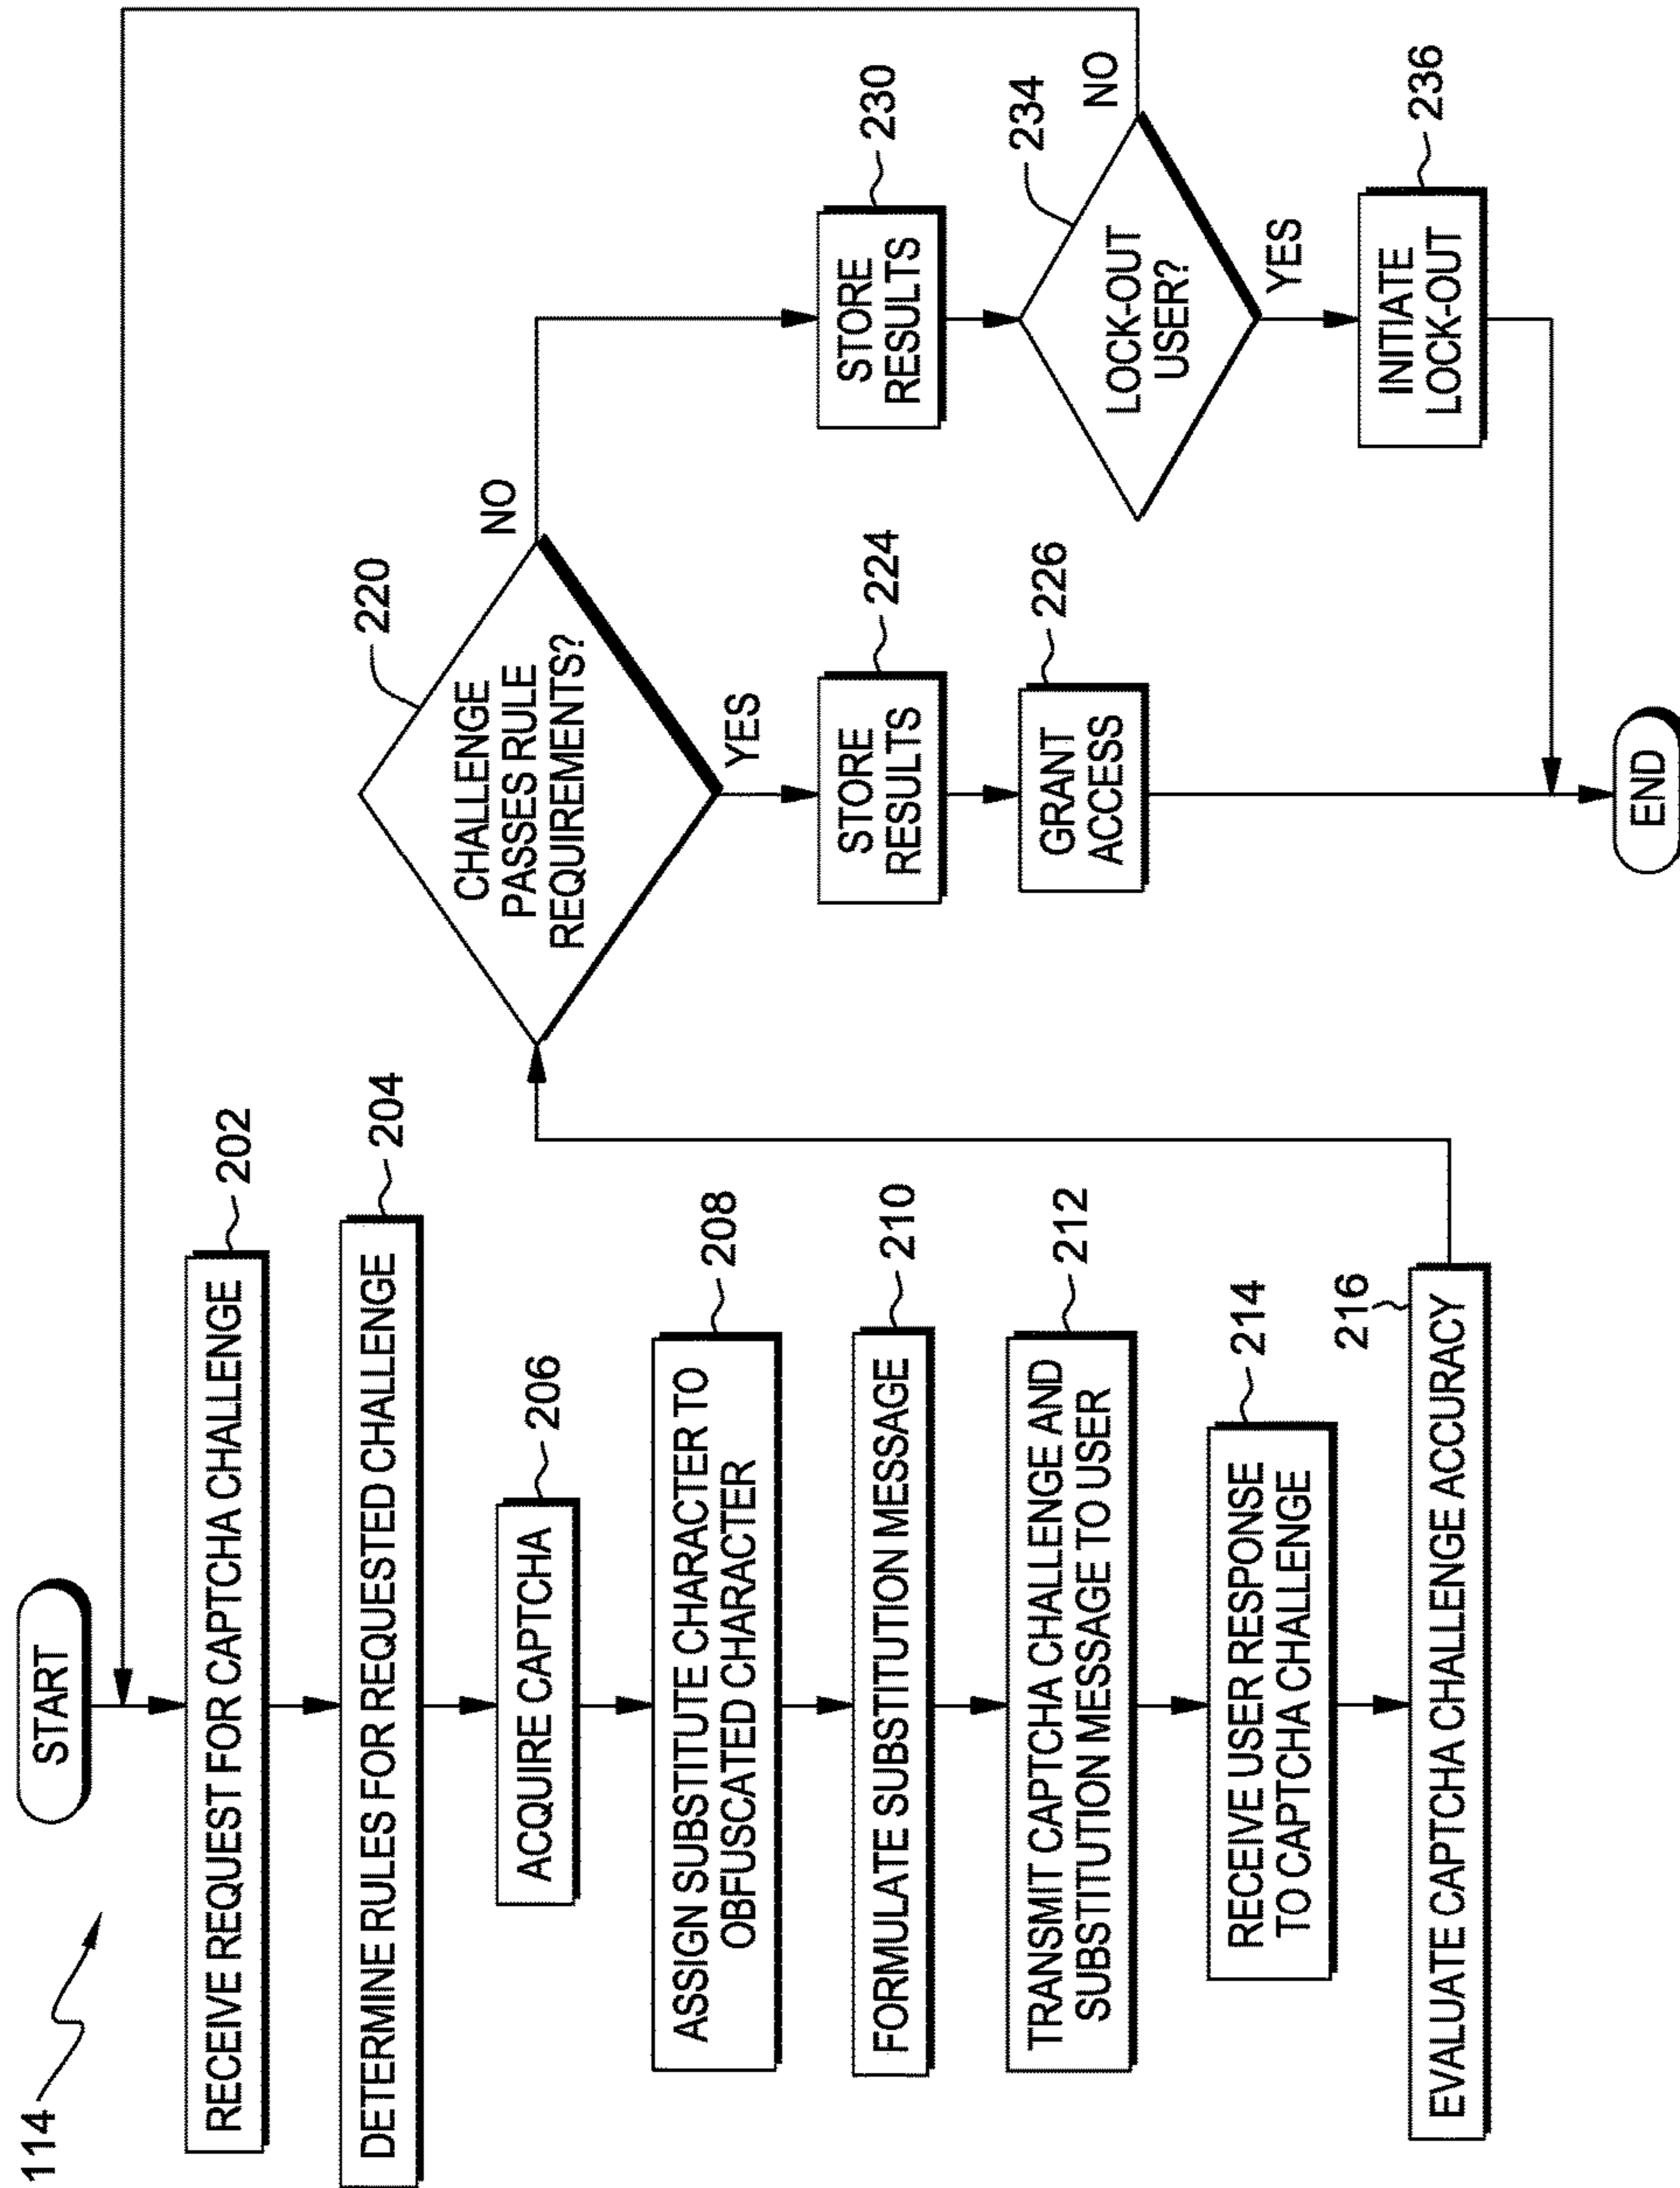 114
START
RECEIVE REQUEST FOR CAPTCHA CHALLENGE
202
DETERMINE RULES FOR REQUESTED CHALLENGE
204
ACQUIRE CAPTCHA
206
ASSIGN SUBSTITUTE CHARACTER TO
OBFUSCATED CHARACTER
208
FORMULATE SUBSTITUTION MESSAGE
210
TRANSMIT CAPTCHA CHALLENGE AND
SUBSTITUTION MESSAGE TO USER
212
RECEIVE USER RESPONSE
TO CAPTCHA CHALLENGE
214
EVALUATE CAPTCHA CHALLENGE ACCURACY
216
CHALLENGE
PASSES RULE
REQUIREMENTS?
220
NO
YES
STORE
RESULTS
224
GRANT
ACCESS
226
STORE
RESULTS
230
LOCK-OUT
USER?
234
NO
YES
INITIATE
LOCK-OUT
236
END